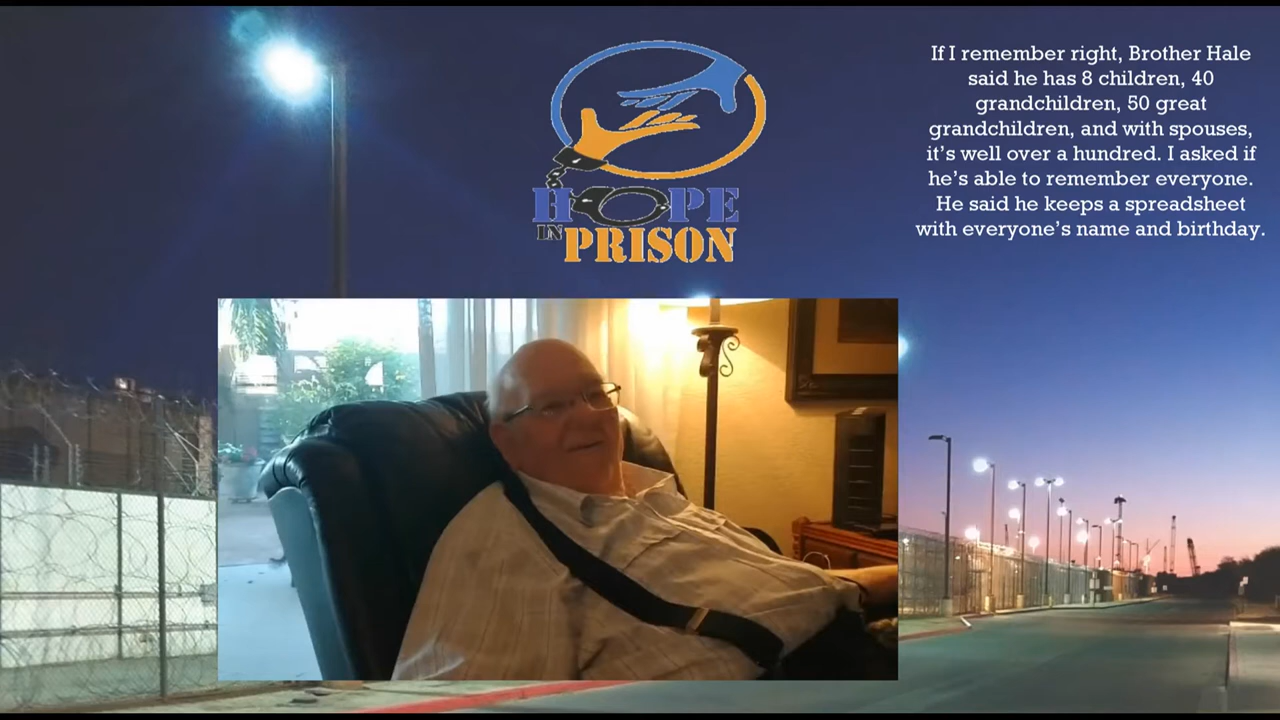 HOPE
IN PRISON
If I remember right, Brother Hale
said he has 8 children, 40
grandchildren, 50 great
grandchildren, and with spouses,
it's well over a hundred. I asked if
he's able to remember everyone.
He said he keeps a spreadsheet
with everyone's name and birthday.